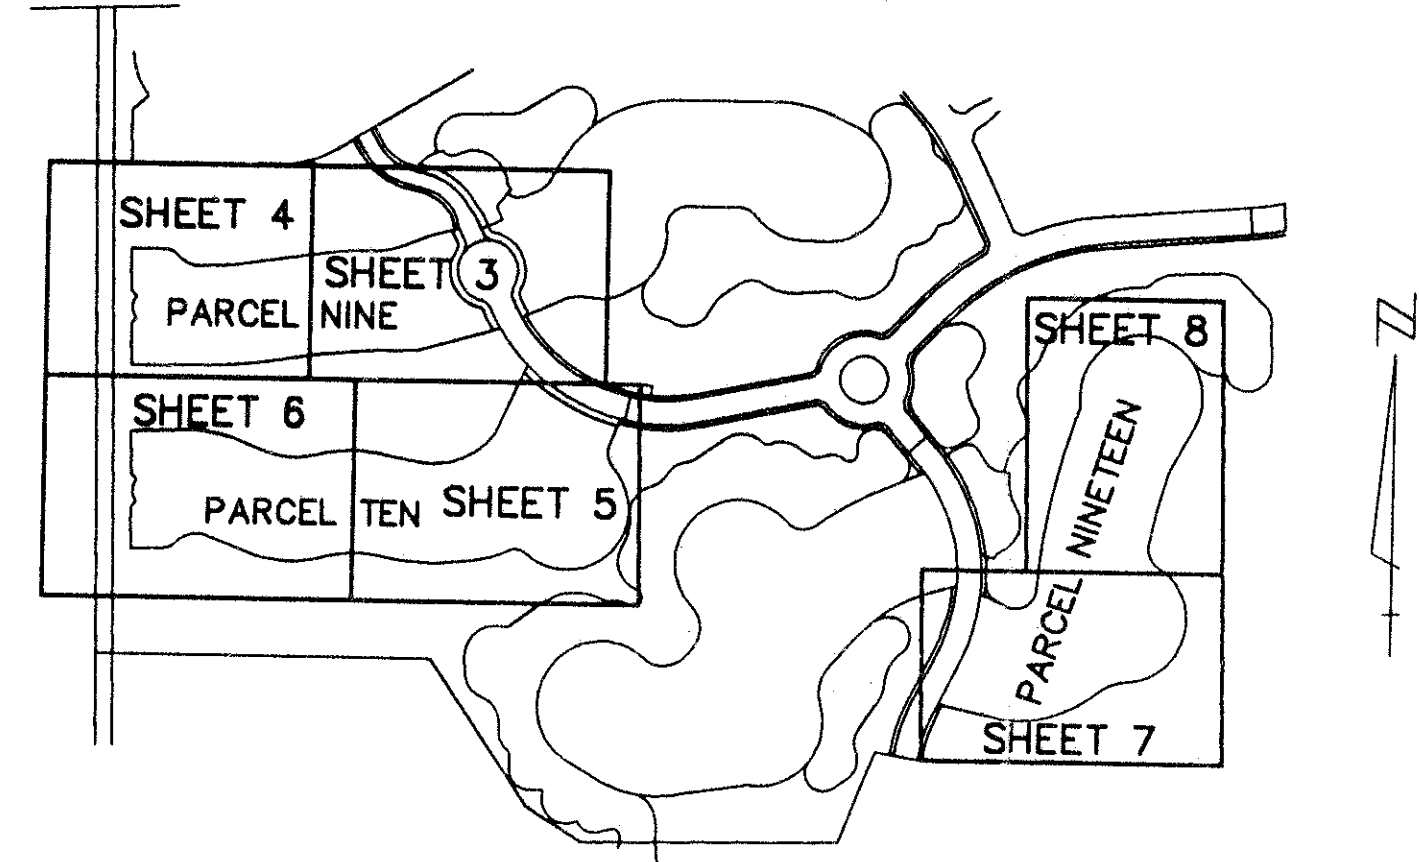 SHEET 4
SHEET 3
PARCEL NINE
SHEET 6
PARCEL TEN
SHEET 5
SHEET 8
PARCEL NINETEEN
SHEET 7
N